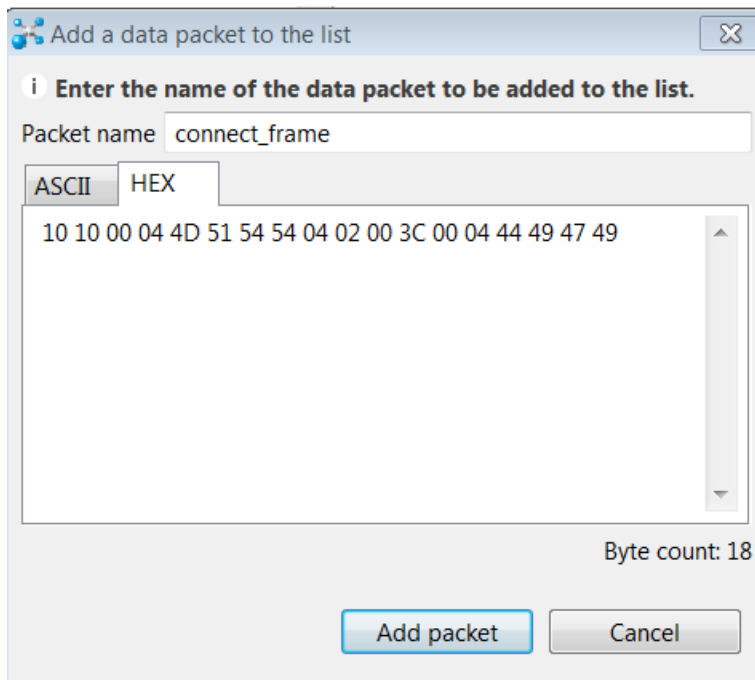 Add a data packet to the list
i Enter the name of the data packet to be added to the list.
Packet name connect_frame
ASCII HEX
10 10 00 04 4D 51 54 54 04 02 00 3C 00 04 44 49 47 49
Byte count: 18
Add packet Cancel